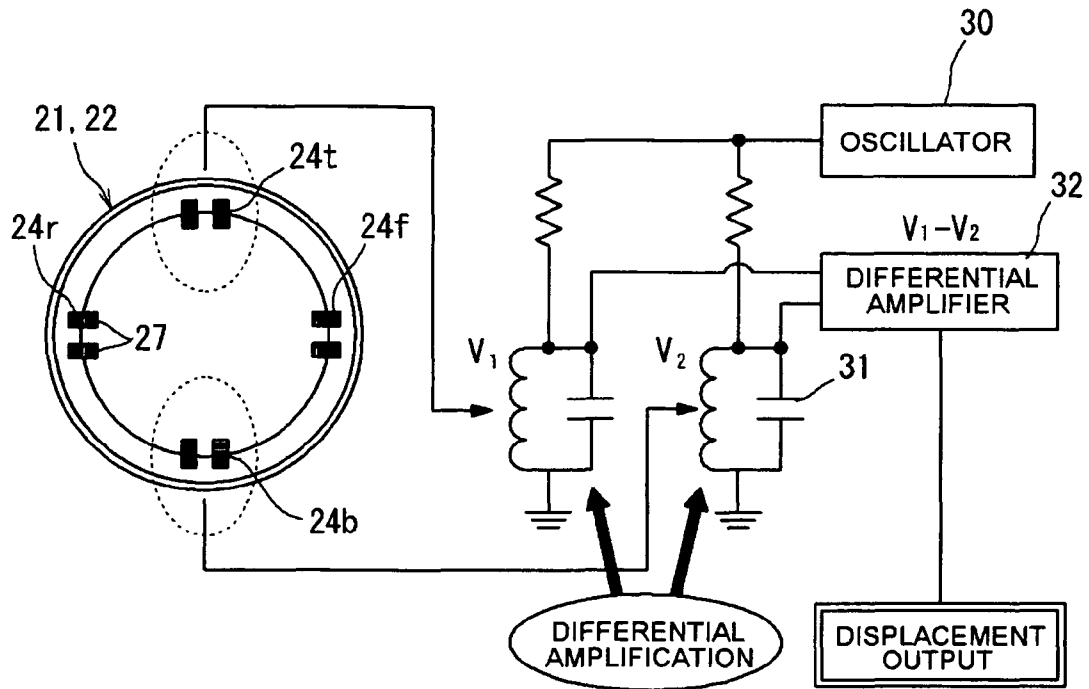 30
21, 22
24t
OSCILLATOR
24r
24f
32
V₁-V₂
DIFFERENTIAL
AMPLIFIER
27
V₁
V₂
31
24b
DIFFERENTIAL
AMPLIFICATION
DISPLACEMENT
OUTPUT